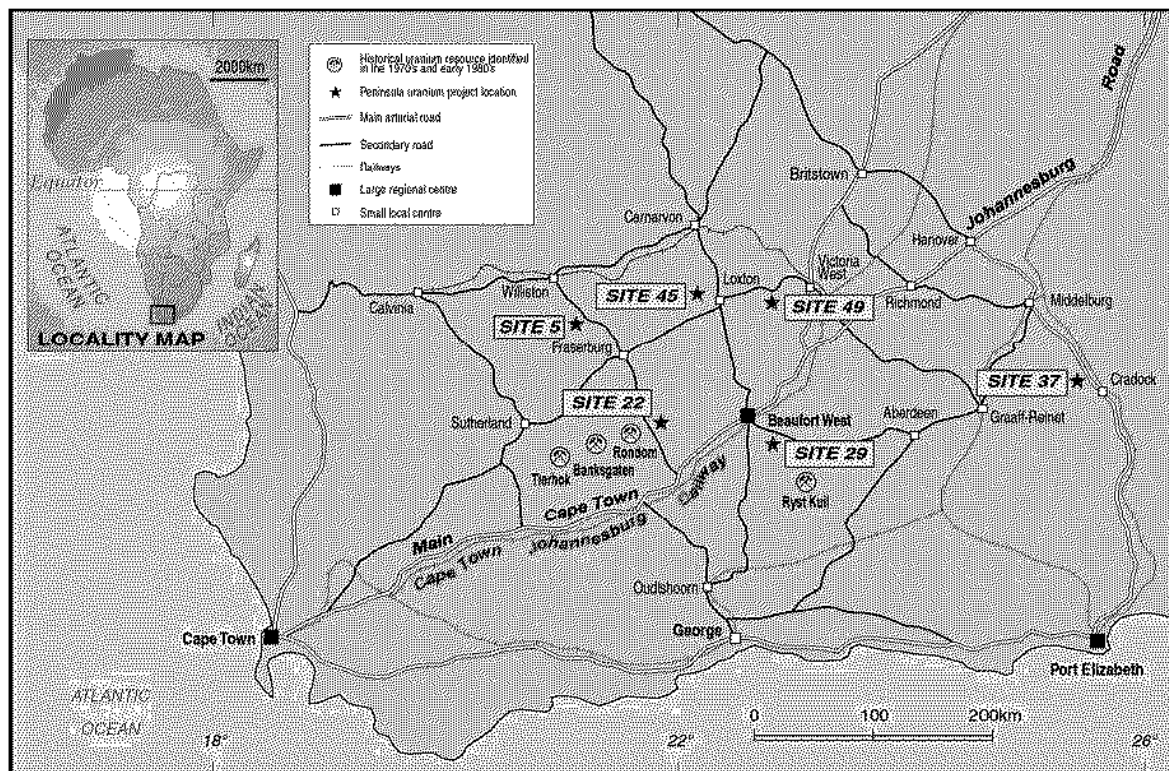 2000km
Equator
ATLANTIC
OCEAN
INDIAN
OCEAN
LOCALITY MAP
Historical uranium resource identified
in the 1970's and early 1980's
Peninsula uranium project location
Main arterial road
Secondary road
Railways
Large regional centre
Small local centre
Road
Johannesburg
Britstown
Carnarvon
Hanover
Victoria
West
Loxton
Williston
SITE 45
Calvinia
SITE 49
Richmond
Middelburg
SITE 5
Fraserburg
SITE 37
Cradock
SITE 22
Sutherland
Beaufort West
Aberdeen
Graaff-Reinet
Rondom
Banksgaten
Tierhok
SITE 29
Ryst Kuil
Railway
Cape Town
Johannesburg
Main
Cape Town
Oudtshoorn
George
Cape Town
Port Elizabeth
ATLANTIC
OCEAN
0 100 200km
18° 22° 26°